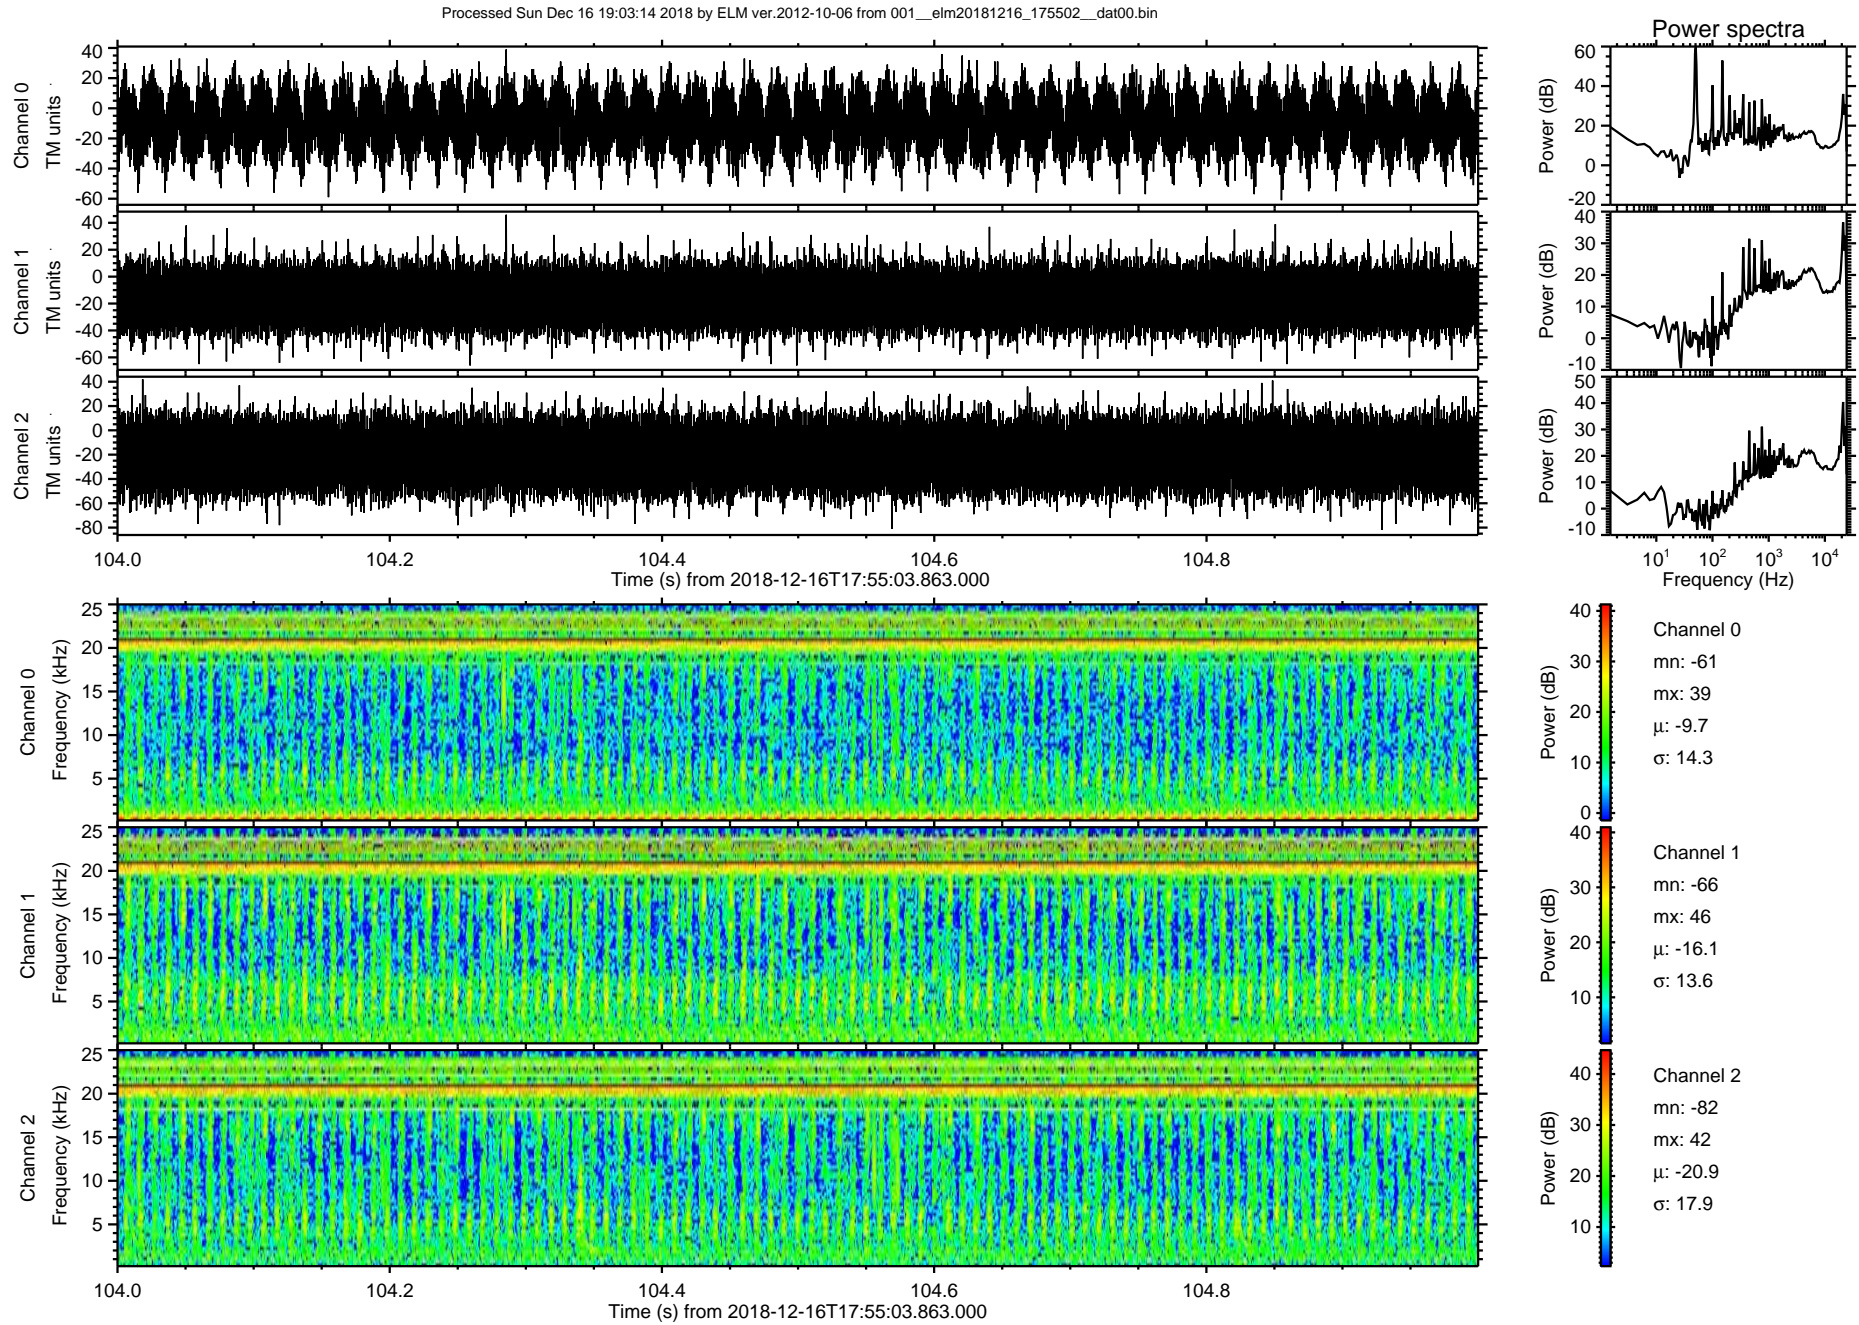 Processed Sun Dec 16 19:03:14 2018 by ELM ver.2012-10-06 from 001__elm20181216_175502__dat00.bin
Power spectra
Channel 0
TM units
40
20
0
-20
-40
-60
Power (dB)
60
40
20
0
-20
Channel 1
TM units
40
20
0
-20
-40
-60
Power (dB)
40
30
20
10
0
-10
Channel 2
TM units
40
20
0
-20
-40
-60
-80
Power (dB)
50
40
30
20
10
0
-10
104.0 104.2 104.4 104.6 104.8
Time (s) from 2018-12-16T17:55:03.863.000
10^1 10^2 10^3 10^4
Frequency (Hz)
Channel 0
Frequency (kHz)
25
20
15
10
5
Power (dB)
40
30
20
10
0
Channel 0
mn: -61
mx: 39
μ: -9.7
σ: 14.3
Channel 1
Frequency (kHz)
25
20
15
10
5
Power (dB)
40
30
20
10
Channel 1
mn: -66
mx: 46
μ: -16.1
σ: 13.6
Channel 2
Frequency (kHz)
25
20
15
10
5
Power (dB)
40
30
20
10
Channel 2
mn: -82
mx: 42
μ: -20.9
σ: 17.9
104.0 104.2 104.4 104.6 104.8
Time (s) from 2018-12-16T17:55:03.863.000